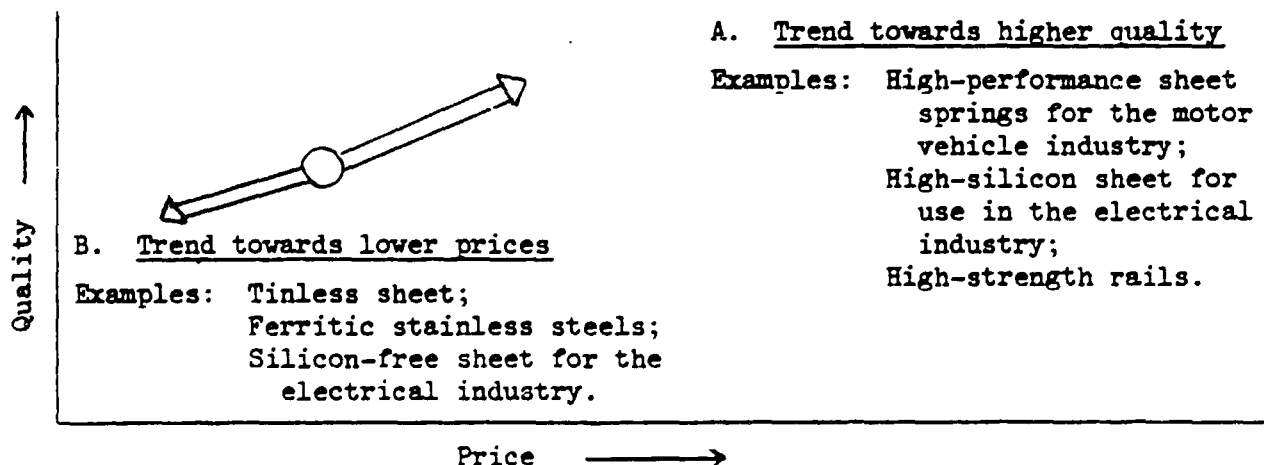 A. Trend towards higher quality
Examples: High-performance sheet
springs for the motor
vehicle industry;
High-silicon sheet for
use in the electrical
industry;
High-strength rails.
Quality
B. Trend towards lower prices
Examples: Tinless sheet;
Ferritic stainless steels;
Silicon-free sheet for the
electrical industry.
Price